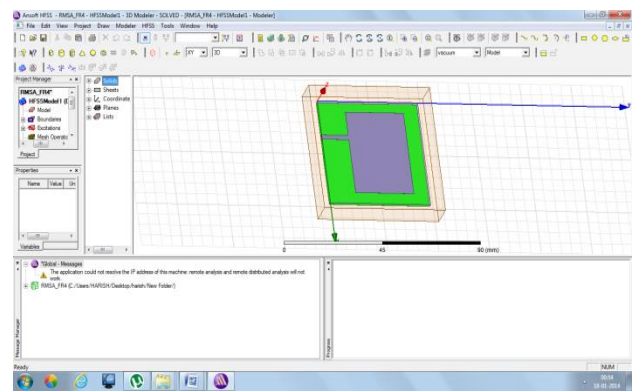 Ansoft HFSS - RMSA_FR4 - HFSSModel1 - 3D Modeler - SOLVED - [RMSA_FR4 - HFSSModel1 - Modeler]
File Edit View Project Draw Modeler HFSS Tools Window Help
XY 3D vacuum Model
Project Manager
RMSA_FR4*
HFSSModel1 (
Model
Boundaries
Excitations
Mesh Operatic
Project
Solids
Sheets
Coordinate
Planes
Lists
Properties
Name Value Un
Variables
0 45 90 (mm)
*Global - Messages
The application could not resolve the IP address of this machine: remote analysis and remote distributed analysis will not
work.
RMSA_FR4 (C:/Users/HARISH/Desktop/harish/New folder/)
Message Manager
Progress
Ready
NUM